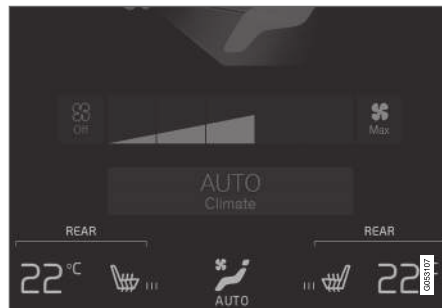 Off
Max
AUTO
Climate
REAR REAR
22°C 22°
AUTO
G053107